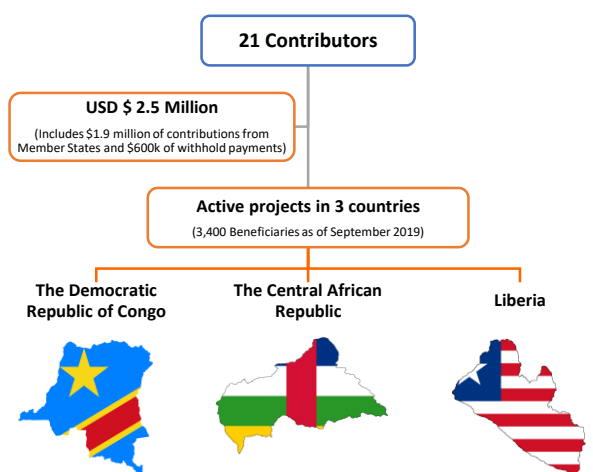 21 Contributors
USD $ 2.5 Million
(Includes $1.9 million of contributions from
Member States and $600k of withhold payments)
Active projects in 3 countries
(3,400 Beneficiaries as of September 2019)
The Democratic
Republic of Congo
The Central African
Republic
Liberia